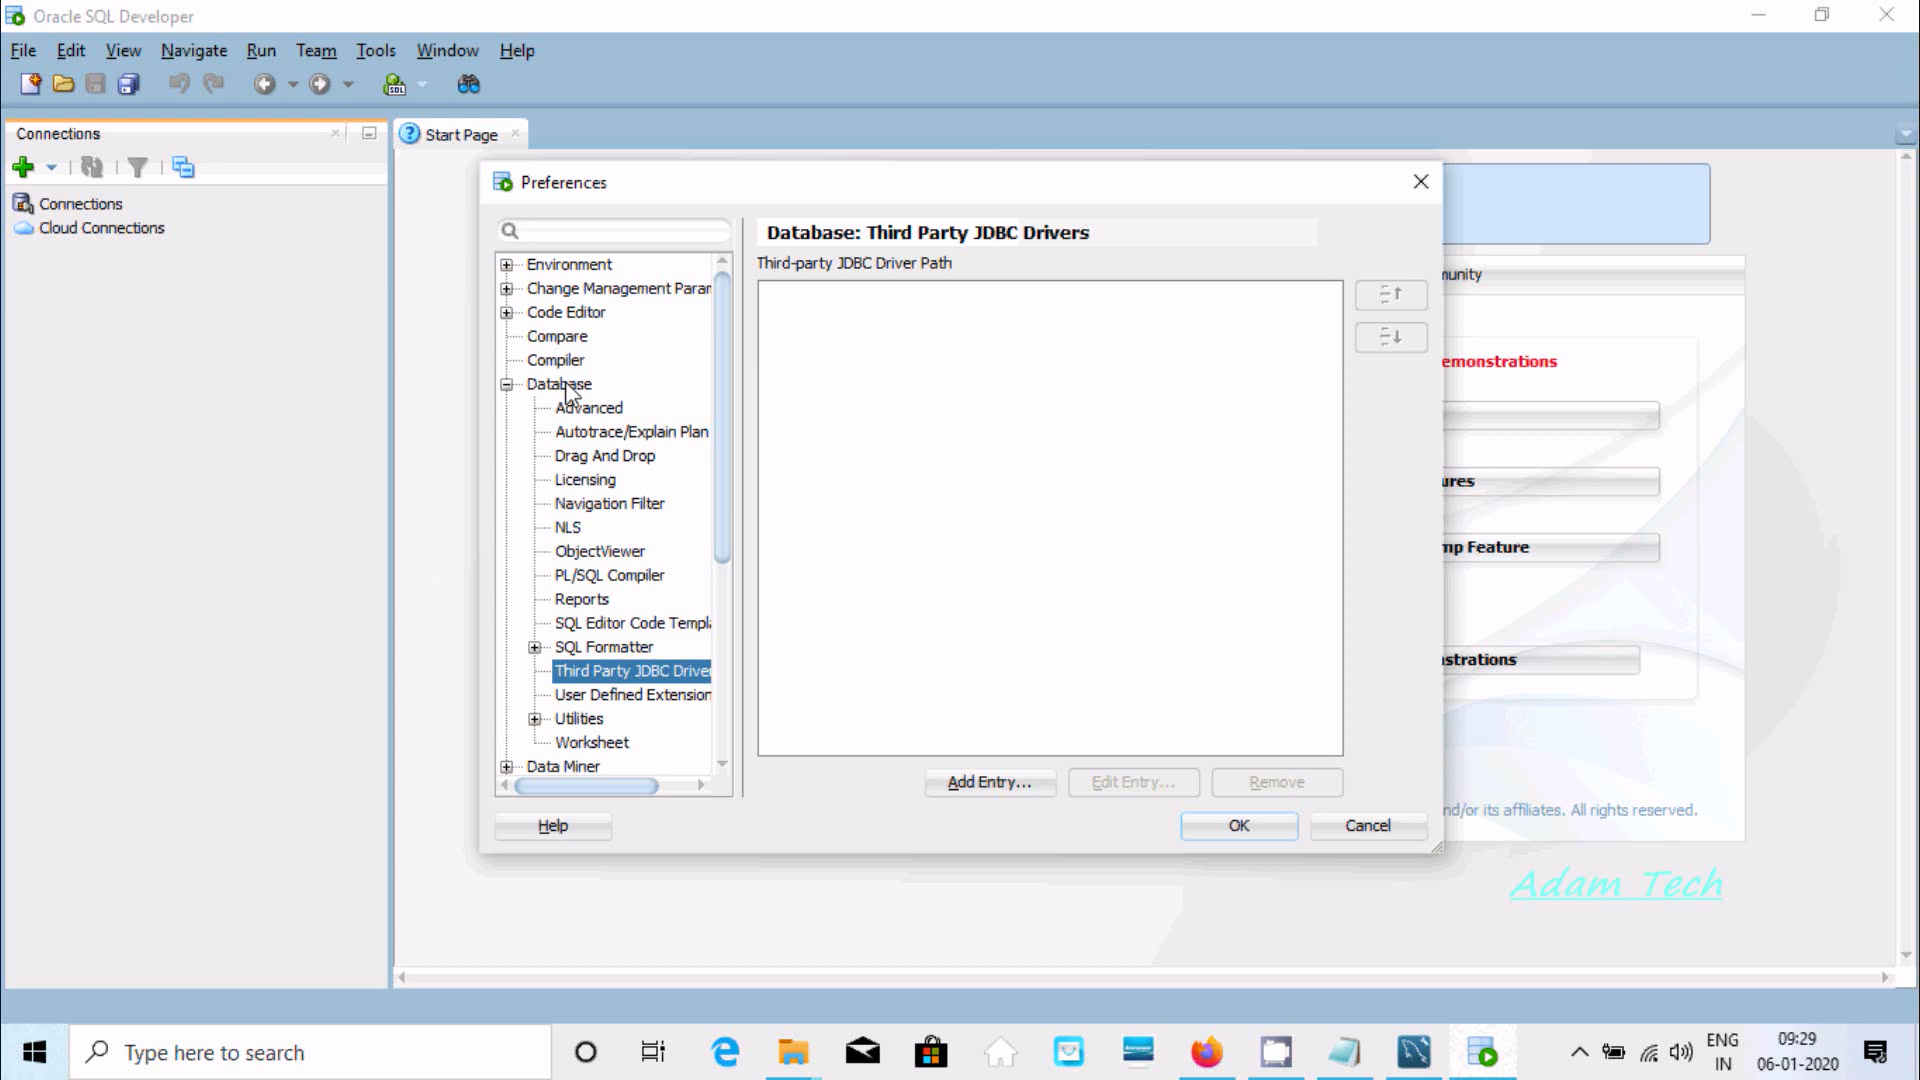 Oracle SQL Developer
File Edit View Navigate Run Team Tools Window Help
SQL
Connections
Start Page
Connections
Cloud Connections
Preferences
Environment
Change Management Param
Code Editor
Compare
Compiler
Database
Advanced
Autotrace/Explain Plan
Drag And Drop
Licensing
Navigation Filter
NLS
ObjectViewer
PL/SQL Compiler
Reports
SQL Editor Code Templa
SQL Formatter
Third Party JDBC Driver
User Defined Extension
Utilities
Worksheet
Data Miner
Database: Third Party JDBC Drivers
Third-party JDBC Driver Path
Add Entry... Edit Entry... Remove
Help OK Cancel
munity
emonstrations
ures
mp Feature
strations
nd/or its affiliates. All rights reserved.
Adam Tech
Type here to search
ENG
IN
09:29
06-01-2020